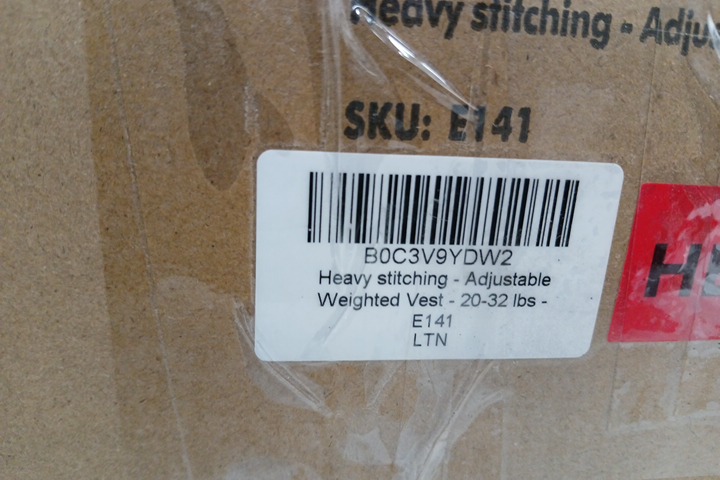 Heavy stitching - Adju
SKU: E141
B0C3V9YDW2
Heavy stitching - Adjustable
Weighted Vest - 20-32 lbs -
E141
LTN